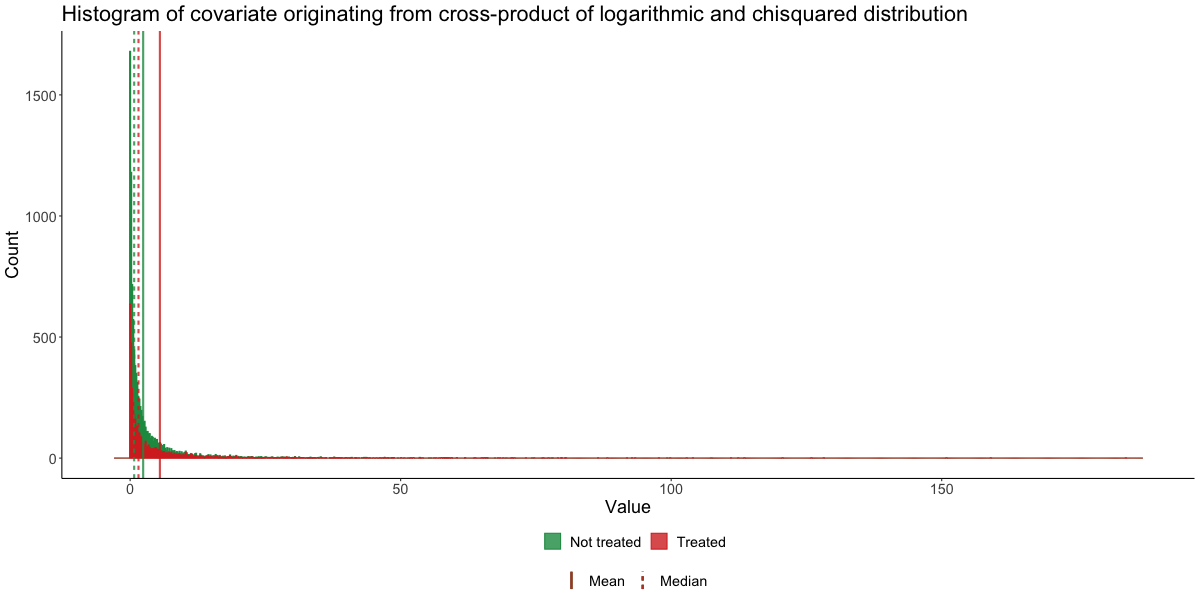 Histogram of covariate originating from cross-product of logarithmic and chisquared distribution
Count
1500
1000
500
0
0 50 100 150
Value
Not treated Treated
Mean Median